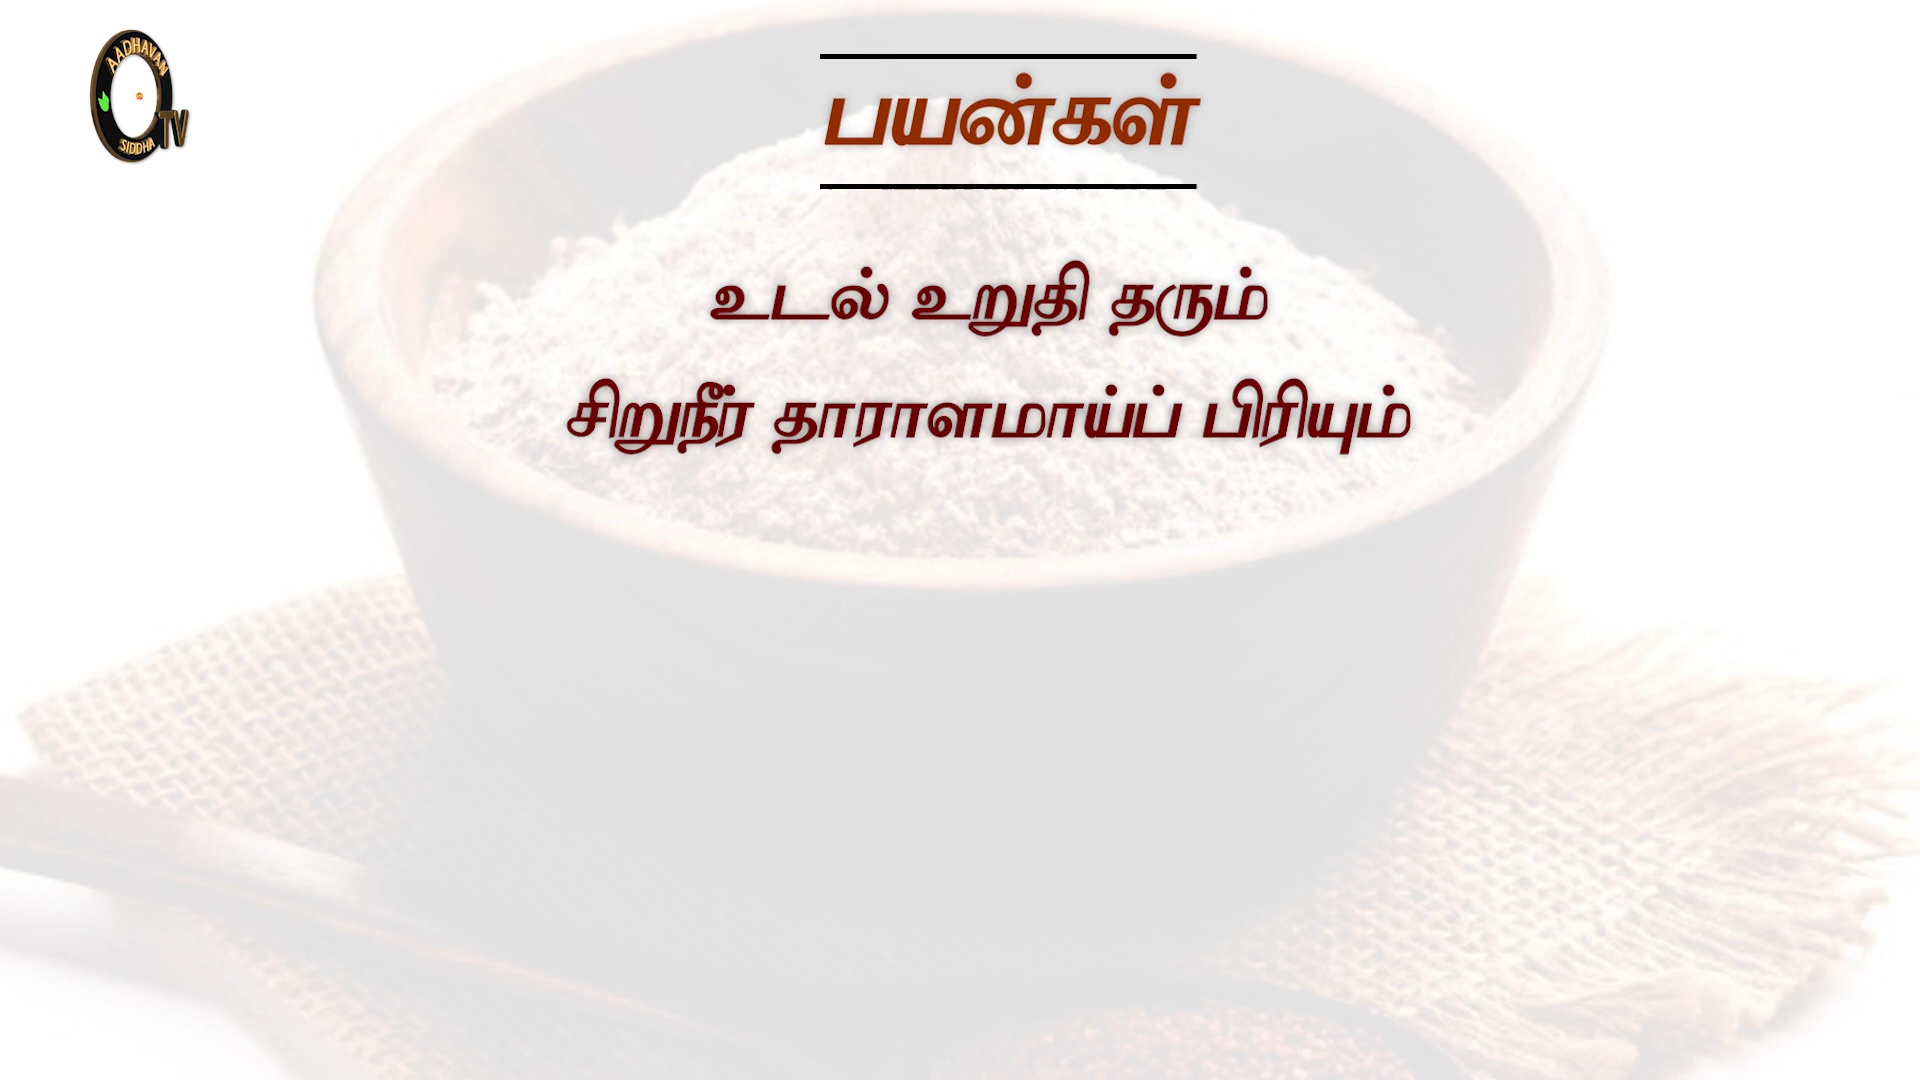 AADHAVAN
SIDDHA
TV
பயன்கள்
உடல் உறுதி தரும்
சிறுநீர் தாராளமாய்ப் பிரியும்